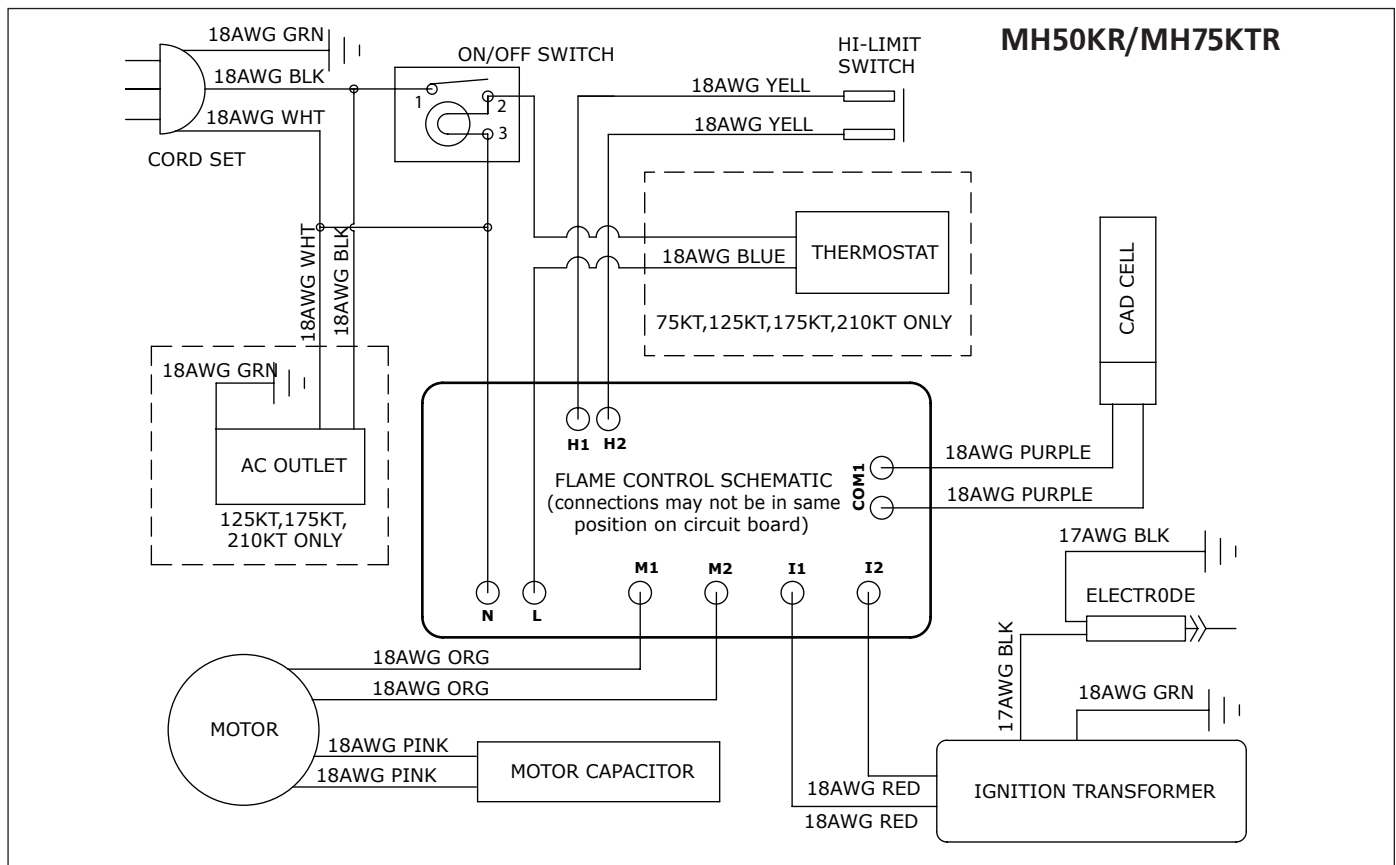 MH50KR/MH75KTR
18AWG GRN
18AWG BLK
18AWG WHT
CORD SET
ON/OFF SWITCH
1
2
3
HI-LIMIT
SWITCH
18AWG YELL
18AWG YELL
18AWG WHT
18AWG BLK
THERMOSTAT
18AWG BLUE
75KT,125KT,175KT,210KT ONLY
CAD CELL
18AWG GRN
AC OUTLET
125KT,175KT,
210KT ONLY
H1
H2
FLAME CONTROL SCHEMATIC
(connections may not be in same
position on circuit board)
COM1
18AWG PURPLE
18AWG PURPLE
N
L
M1
M2
I1
I2
17AWG BLK
ELECTR0DE
17AWG BLK
18AWG GRN
18AWG ORG
18AWG ORG
MOTOR
18AWG PINK
18AWG PINK
MOTOR CAPACITOR
18AWG RED
18AWG RED
IGNITION TRANSFORMER